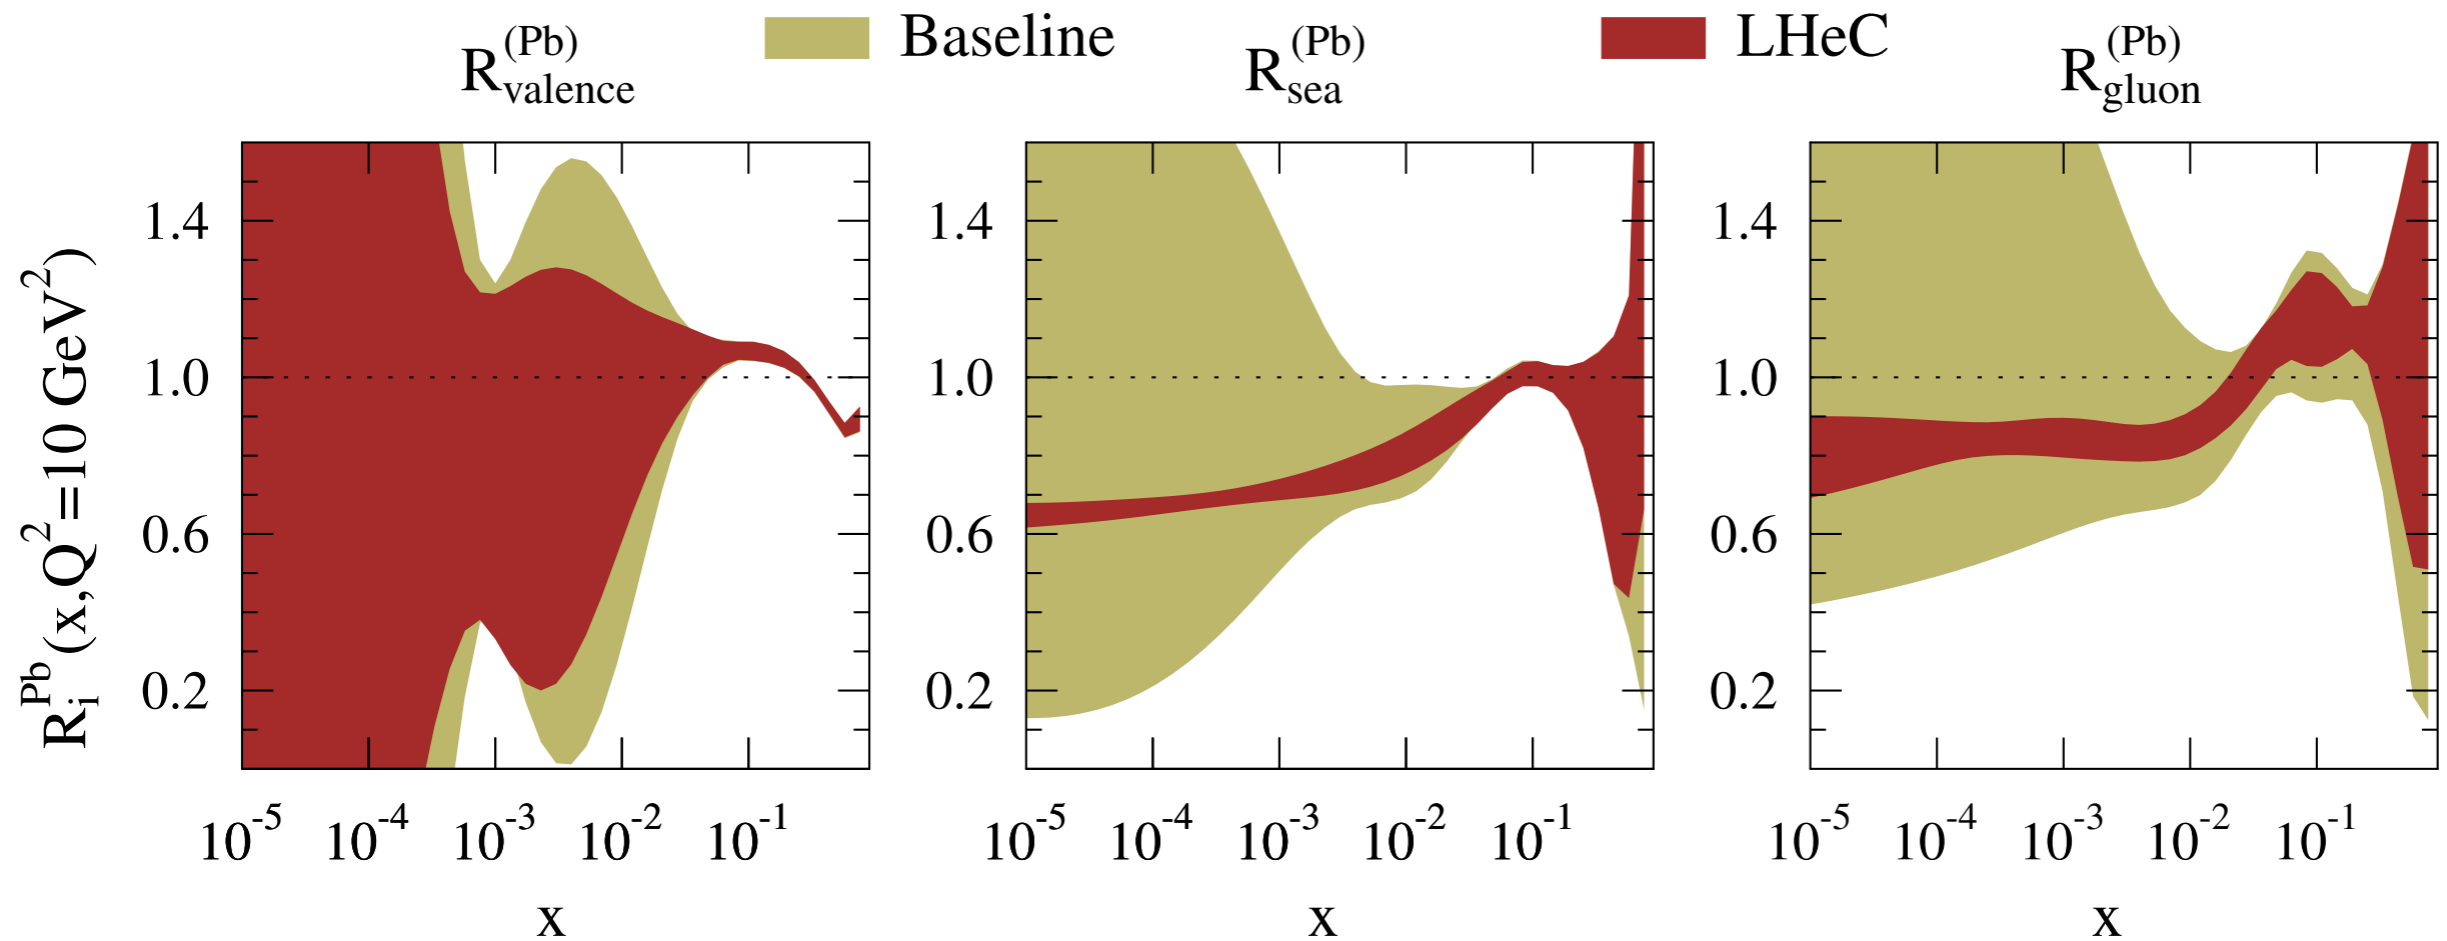 Baseline LHeC
R_valence^(Pb) R_sea^(Pb) R_gluon^(Pb)
R_i^Pb(x,Q^2=10 GeV^2)
1.4 1.4 1.4
1.0 1.0 1.0
0.6 0.6 0.6
0.2 0.2 0.2
10^-5 10^-4 10^-3 10^-2 10^-1 10^-5 10^-4 10^-3 10^-2 10^-1 10^-5 10^-4 10^-3 10^-2 10^-1
x x x